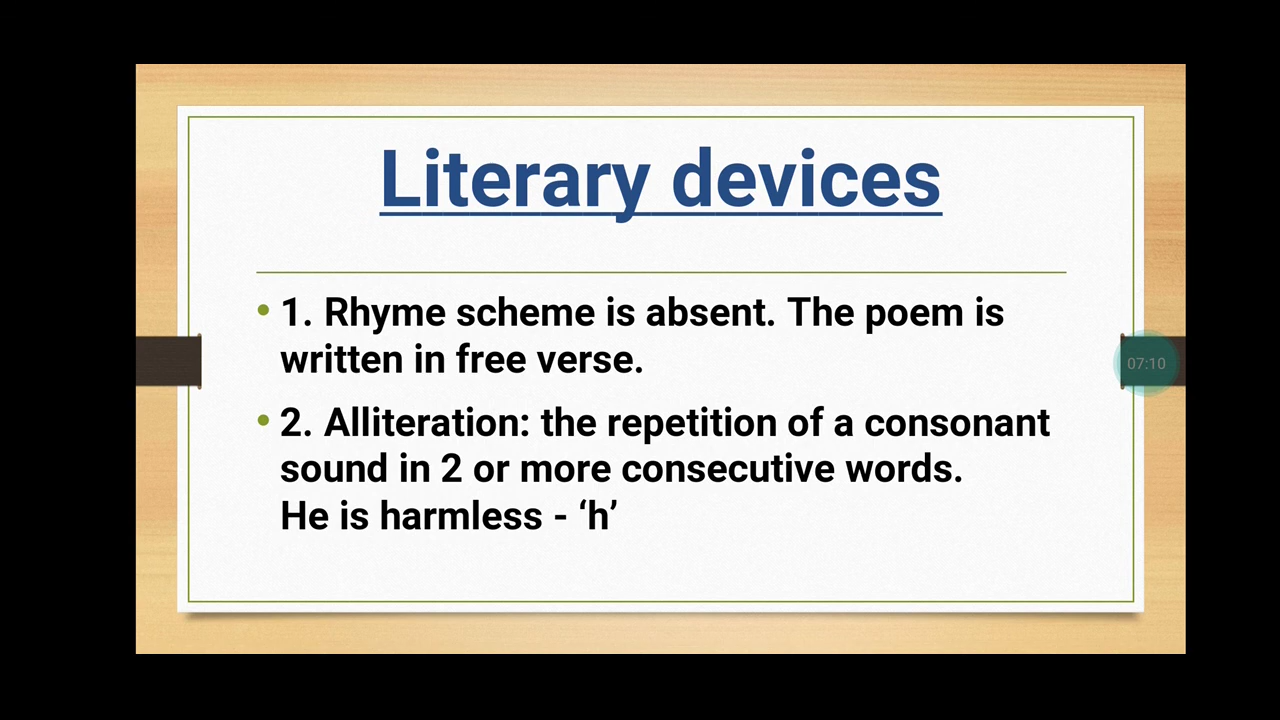 Literary devices
• 1. Rhyme scheme is absent. The poem is
written in free verse.
• 2. Alliteration: the repetition of a consonant
sound in 2 or more consecutive words.
He is harmless - ‘h’
07:10